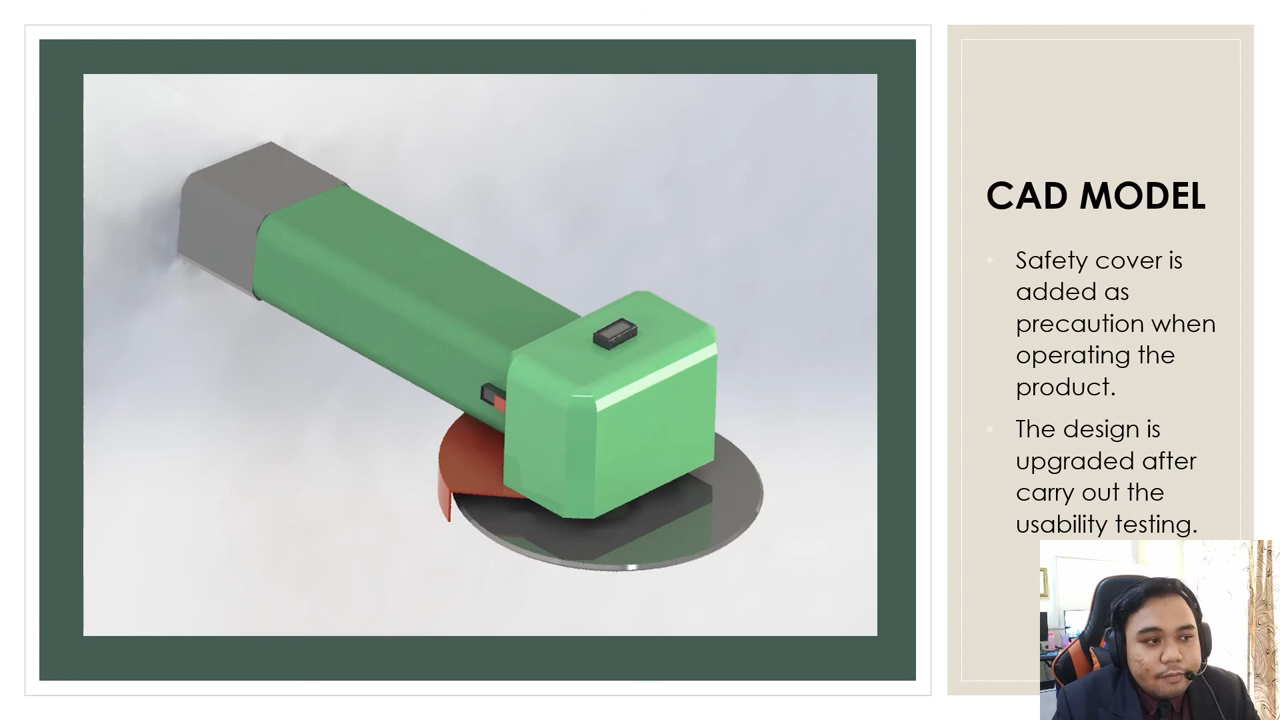 CAD MODEL
Safety cover is
added as
precaution when
operating the
product.
The design is
upgraded after
carry out the
usability testing.